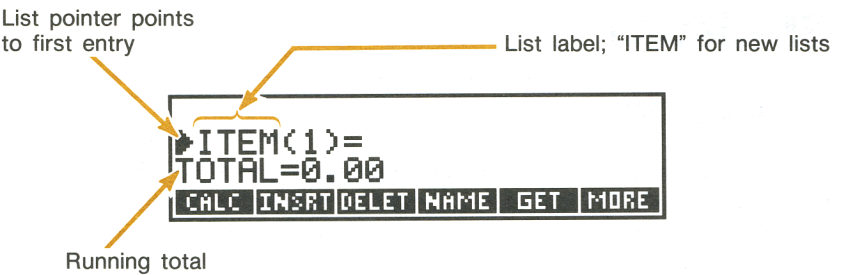 List pointer points
to first entry
List label; “ITEM” for new lists
ITEM(1)=
TOTAL=0.00
CALC INSRT DELET NAME GET MORE
Running total